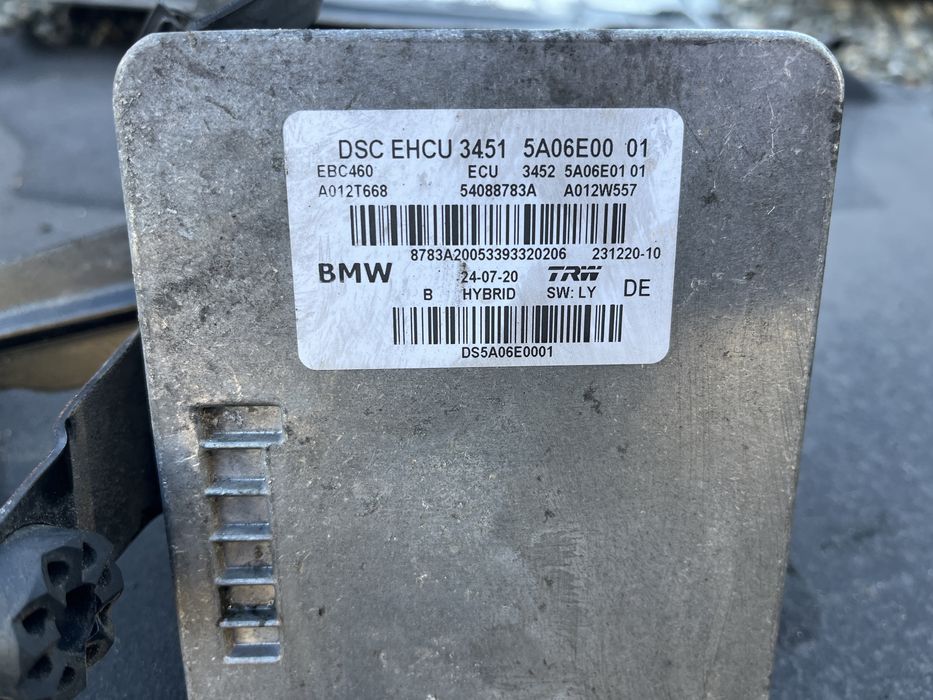 DSC EHCU 3451 5A06E00 01
EBC460 ECU 3452 5A06E01 01
A012T668 54088783A A012W557
8783A20053393320206 231220-10
BMW 24-07-20 TRW
B HYBRID SW: LY DE
DS5A06E0001